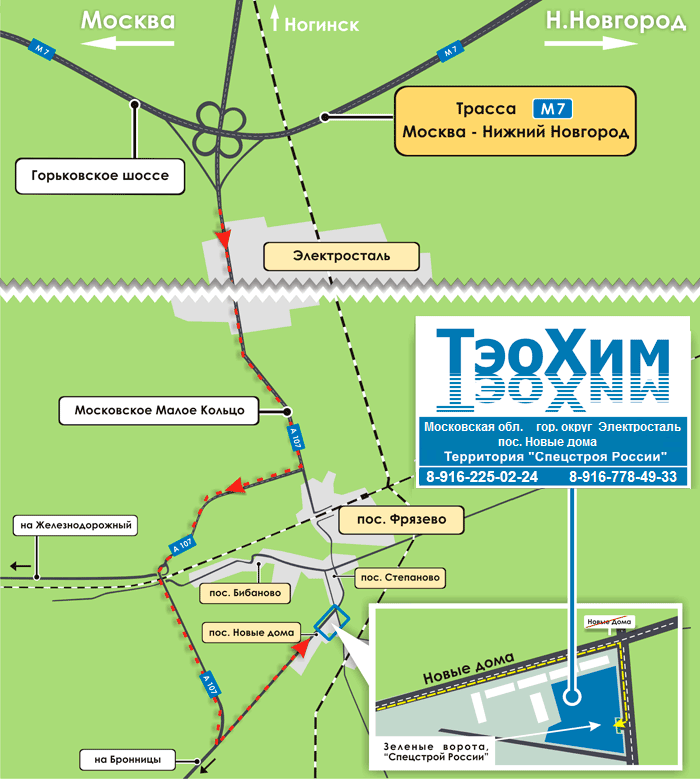 Москва
Ногинск
Н.Новгород
М 7
М 7
Трасса М 7
Москва - Нижний Новгород
Горьковское шоссе
Электросталь
ТэоХим
Московская обл. гор. округ Электросталь
пос. Новые дома
Территория "Спецстроя России"
8-916-225-02-24 8-916-778-49-33
Московское Малое Кольцо
А 107
пос. Фрязево
на Железнодорожный
А 107
пос. Степаново
пос. Бибаново
пос. Новые дома
Новые Дома
Новые дома
А 107
Зеленые ворота,
"Спецстрой России"
на Бронницы